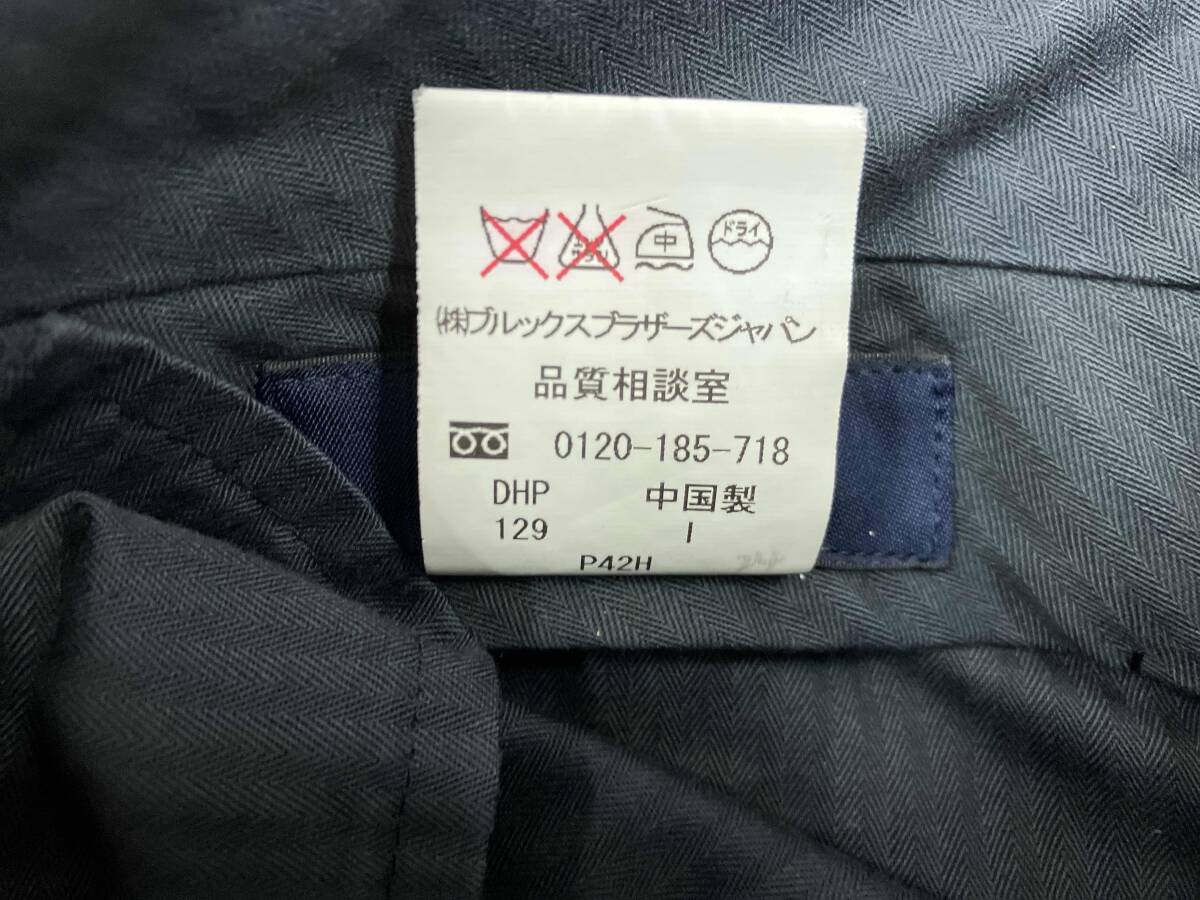 中 ドライ
(株)ブルックスブラザーズジャパン
品質相談室
0120-185-718
DHP 中国製
129 I
P42H